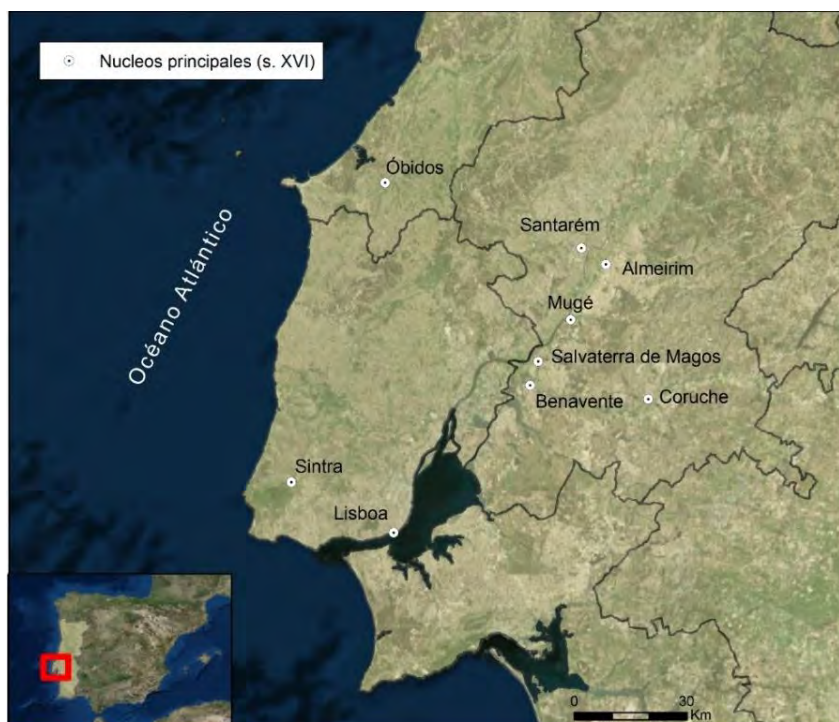 Nucleos principales (s. XVI)
Óbidos
Santarém
Almeirim
Mugé
Salvaterra de Magos
Benavente
Coruche
Océano Atlántico
Sintra
Lisboa
0 30
Km